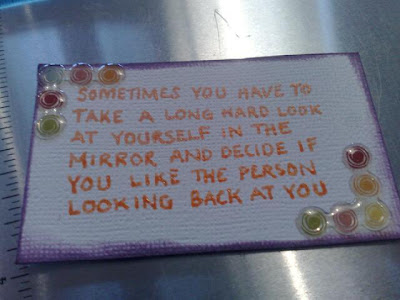 SOMETIMES YOU HAVE TO
TAKE A LONG HARD LOOK
AT YOURSELF IN THE
MIRROR AND DECIDE IF
YOU LIKE THE PERSON
LOOKING BACK AT YOU